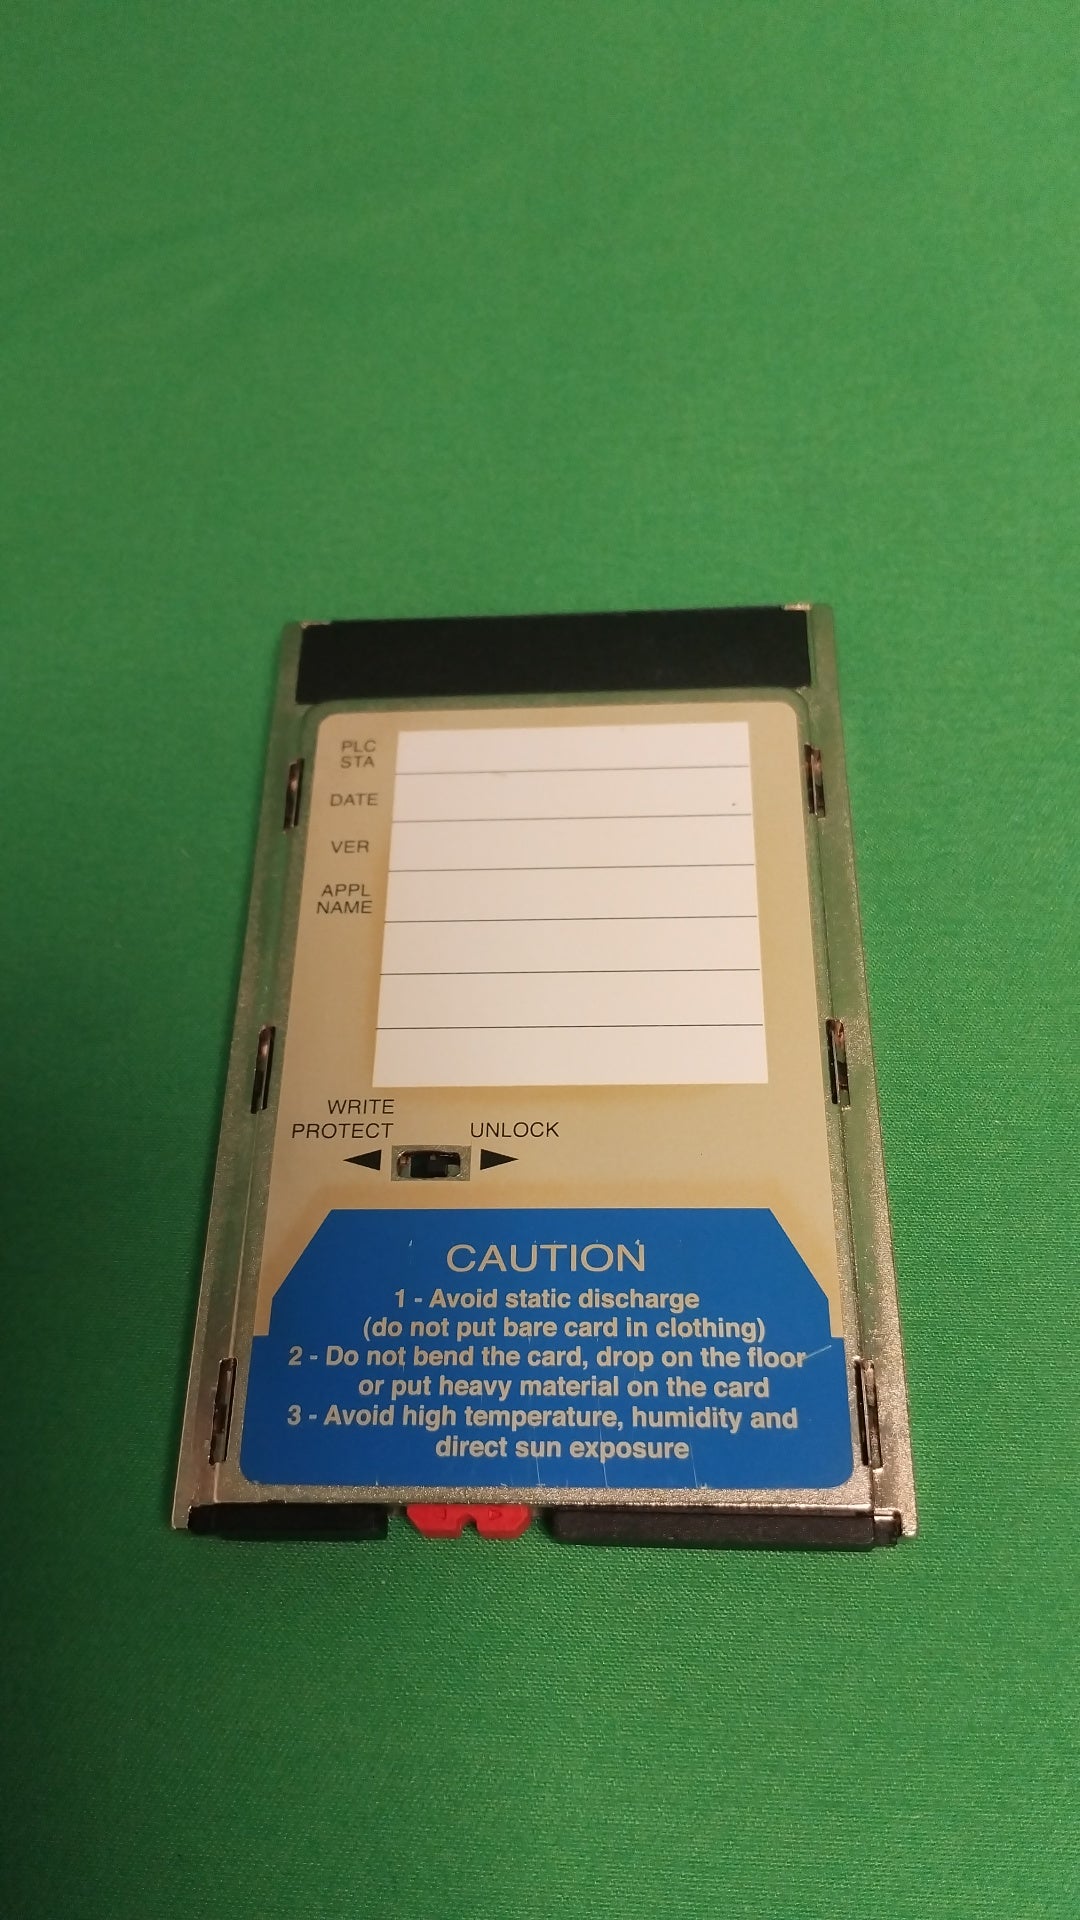 PLC
STA
DATE
VER
APPL
NAME
WRITE
PROTECT
UNLOCK
CAUTION
1 - Avoid static discharge
(do not put bare card in clothing)
2 - Do not bend the card, drop on the floor
or put heavy material on the card
3 - Avoid high temperature, humidity and
direct sun exposure